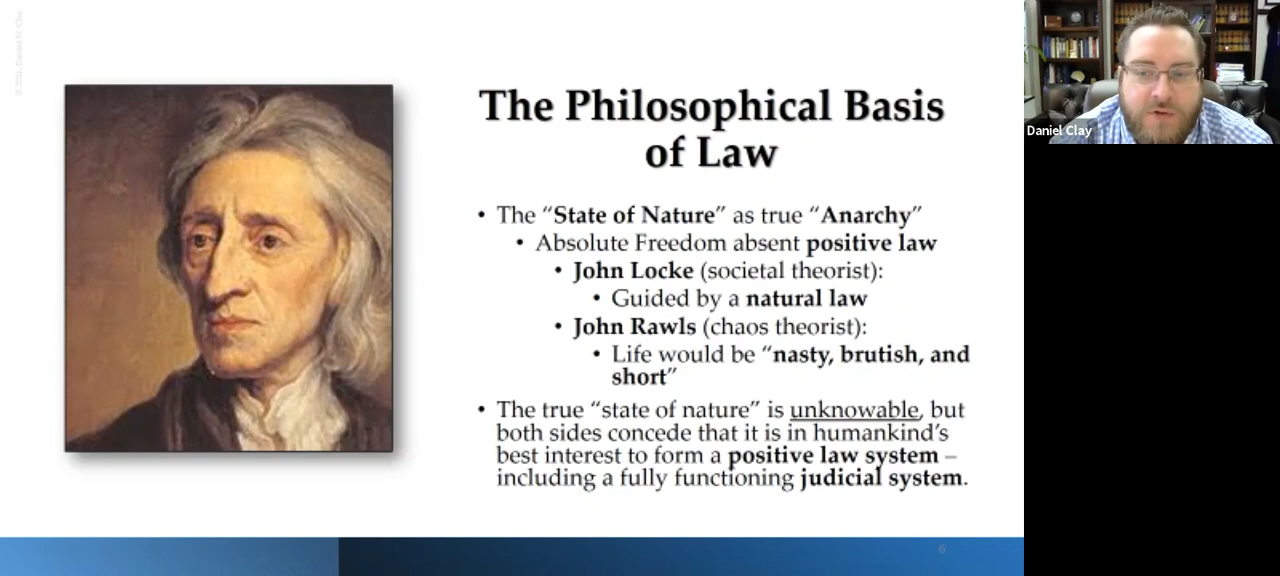 The Philosophical Basis
of Law
• The “State of Nature” as true “Anarchy”
• Absolute Freedom absent positive law
• John Locke (societal theorist):
• Guided by a natural law
• John Rawls (chaos theorist):
• Life would be “nasty, brutish, and
short”
• The true “state of nature” is unknowable, but
both sides concede that it is in humankind’s
best interest to form a positive law system –
including a fully functioning judicial system.
6
Daniel Clay